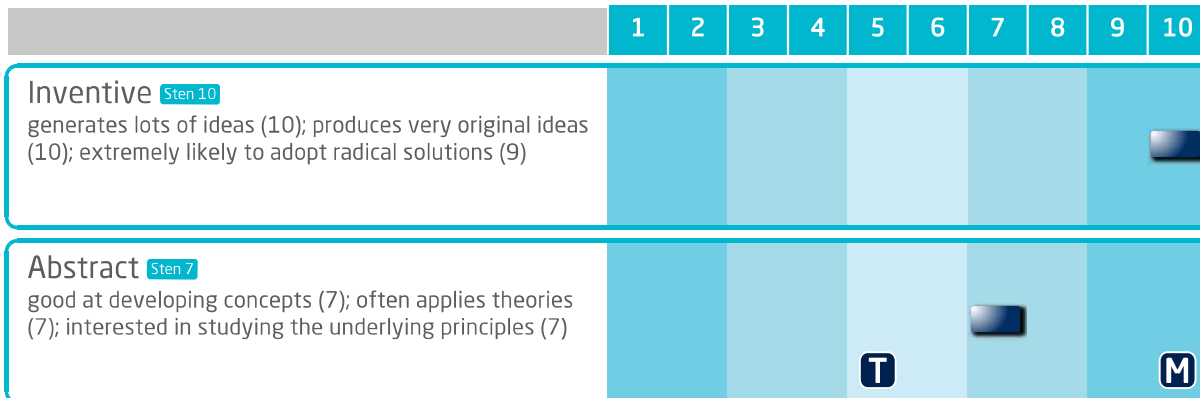 1 2 3 4 5 6 7 8 9 10
Inventive Sten 10
generates lots of ideas (10); produces very original ideas
(10); extremely likely to adopt radical solutions (9)
Abstract Sten 7
good at developing concepts (7); often applies theories
(7); interested in studying the underlying principles (7)
T M